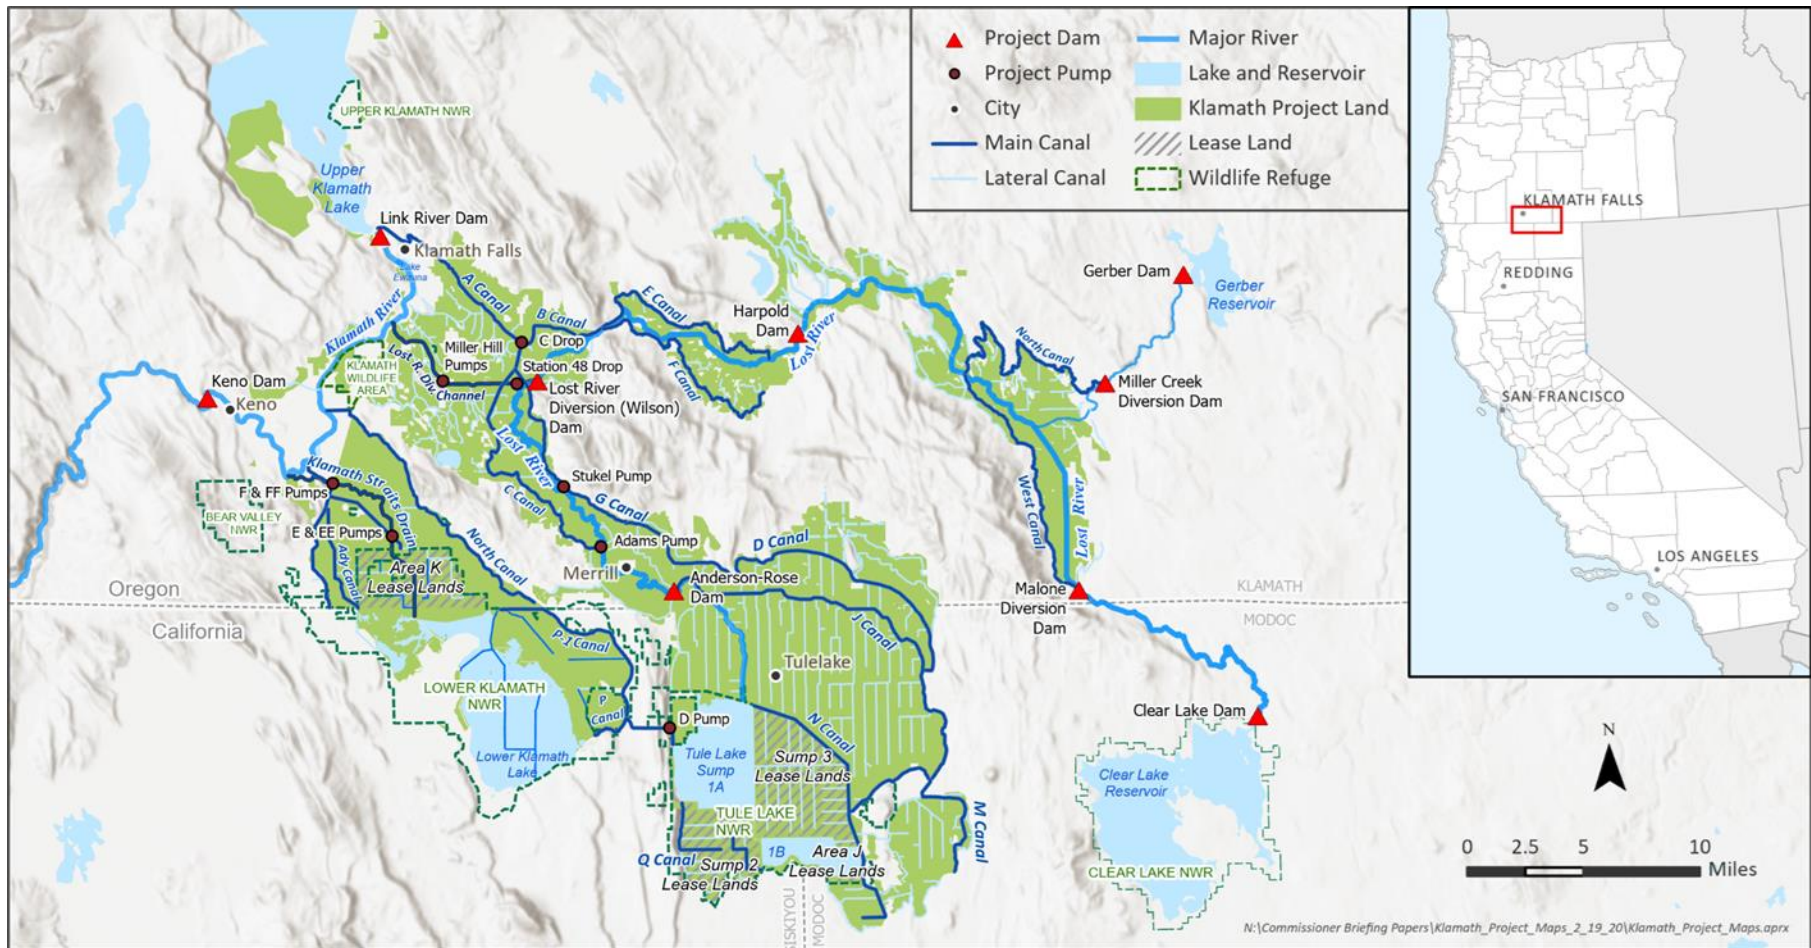 Project Dam
Project Pump
City
Main Canal
Lateral Canal
Major River
Lake and Reservoir
Klamath Project Land
Lease Land
Wildlife Refuge
KLAMATH FALLS
REDDING
SAN FRANCISCO
LOS ANGELES
UPPER KLAMATH NWR
Upper
Klamath
Lake
Link River Dam
Klamath Falls
Lake
Ewauna
A Canal
Klamath River
B Canal
C Drop
E Canal
F Canal
Harpold
Dam
Lost River
Gerber Dam
Gerber
Reservoir
North Canal
Miller Creek
Diversion Dam
Miller Hill
Pumps
Station 48 Drop
Lost R. Div.
Channel
Lost River
Diversion (Wilson)
Dam
KLAMATH
WILDLIFE
AREA
Keno Dam
Keno
Lost River
Stukel Pump
C Canal
G Canal
West Canal
Lost River
Klamath Straits Drain
F & FF Pumps
BEAR VALLEY
NWR
E & EE Pumps
Ady Canal
Area K
Lease Lands
North Canal
Adams Pump
Merrill
D Canal
Anderson-Rose
Dam
Malone
Diversion
Dam
Oregon
California
KLAMATH
MODOC
J Canal
P-1 Canal
Tulelake
LOWER KLAMATH
NWR
P
Canal
D Pump
N Canal
Clear Lake Dam
Lower Klamath
Lake
Tule Lake
Sump
1A
Sump 3
Lease Lands
Clear Lake
Reservoir
TULE LAKE
NWR
M Canal
Q Canal
Sump 2
Lease Lands
1B
Area J
Lease Lands
CLEAR LAKE NWR
SISKIYOU
MODOC
N
0 2.5 5 10
Miles
N:\Commissioner Briefing Papers\Klamath_Project_Maps_2_19_20\Klamath_Project_Maps.aprx